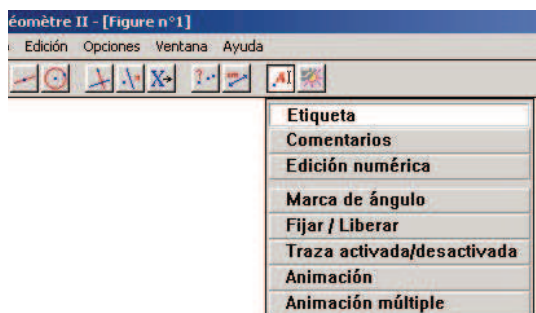 éomètre II - [Figure n°1]
Edición Opciones Ventana Ayuda
Etiqueta
Comentarios
Edición numérica
Marca de ángulo
Fijar / Liberar
Traza activada/desactivada
Animación
Animación múltiple